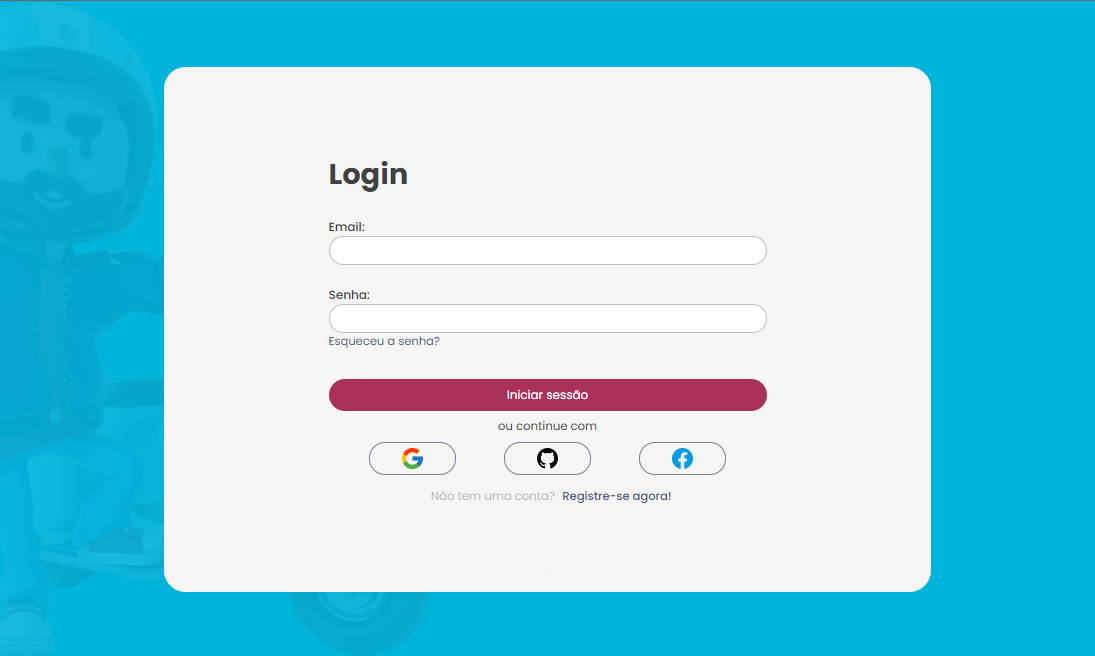 Login
Email:
Senha:
Esqueceu a senha?
Iniciar sessão
ou continue com
Não tem uma conta? Registre-se agora!